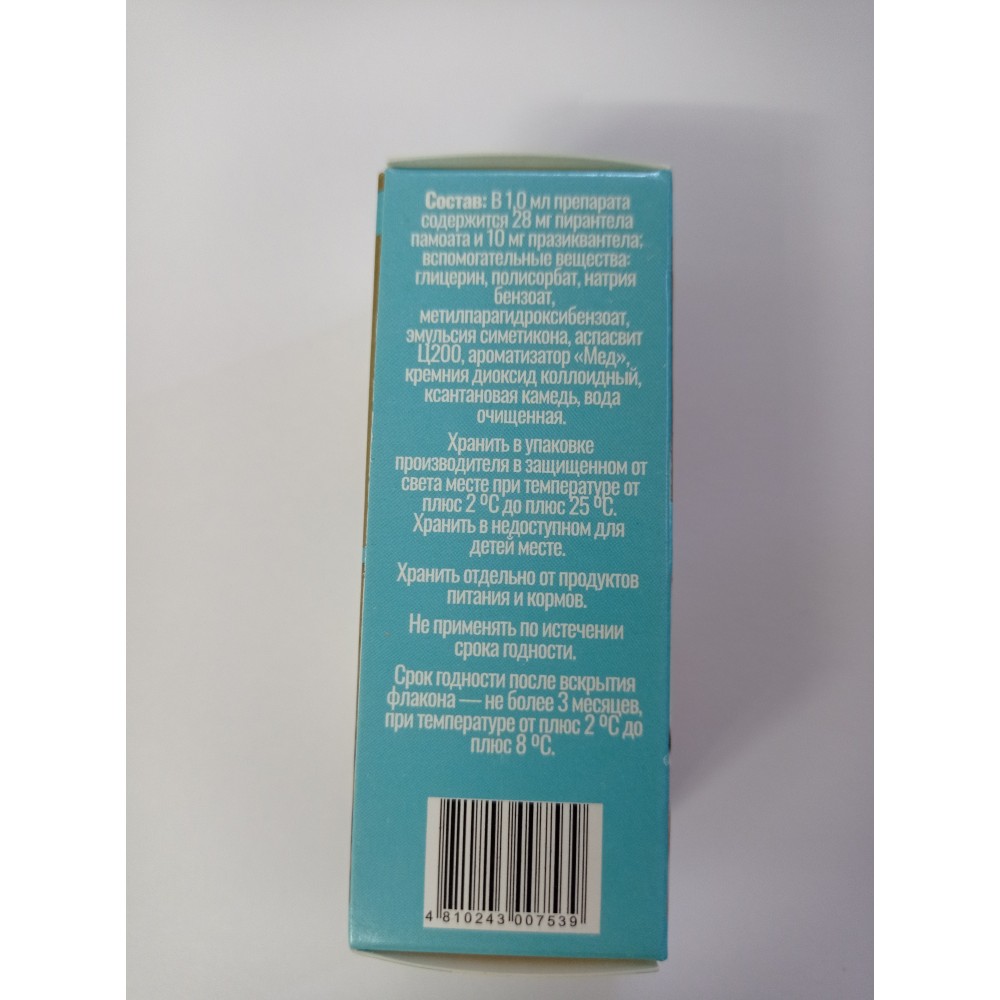 Состав: В 1,0 мл препарата
содержится 28 мг пирантела
памоата и 10 мг празиквантела;
вспомогательные вещества:
глицерин, полисорбат, натрия
бензоат,
метилпарагидроксибензоат,
эмульсия симетикона, аспасвит
Ц200, ароматизатор «Мед»,
кремния диоксид коллоидный,
ксантановая камедь, вода
очищенная.
Хранить в упаковке
производителя в защищенном от
света месте при температуре от
плюс 2 ºС до плюс 25 ºС.
Хранить в недоступном для
детей месте.
Хранить отдельно от продуктов
питания и кормов.
Не применять по истечении
срока годности.
Срок годности после вскрытия
флакона — не более 3 месяцев,
при температуре от плюс 2 ºС до
плюс 8 ºС.
4 810243 007539